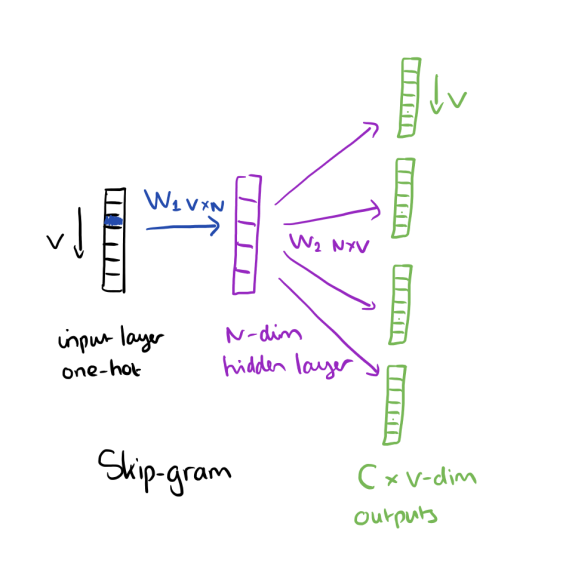 V
W1 V×N
V
W2 N×V
input layer
one-hot
N-dim
hidden layer
Skip-gram
C × V-dim
outputs